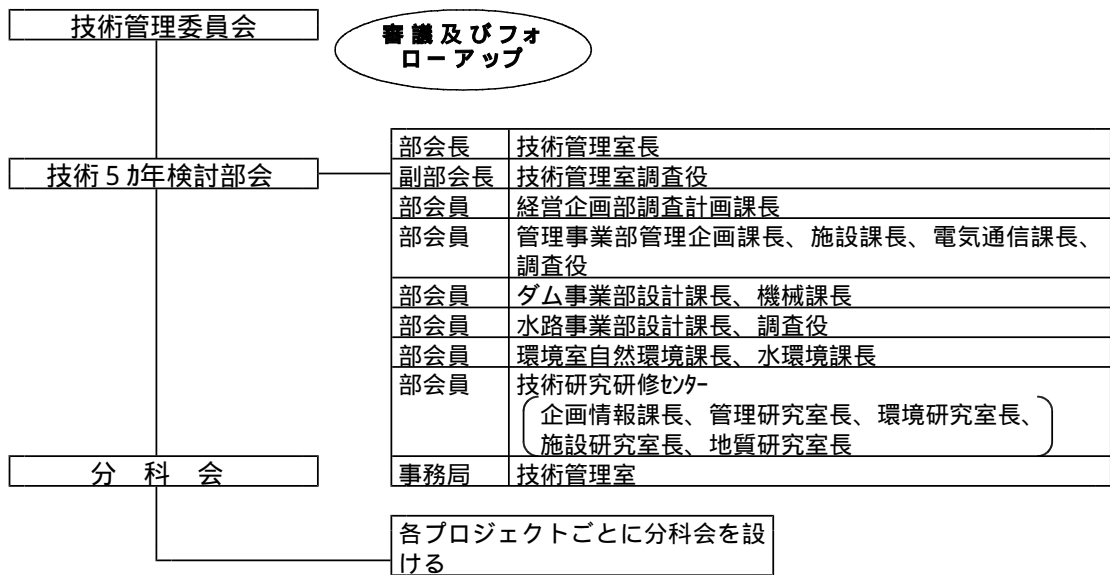 技術管理委員会
審議及びフォ
ローアップ
技術５ｶ年検討部会
部会長 技術管理室長
副部会長 技術管理室調査役
部会員 経営企画部調査計画課長
部会員 管理事業部管理企画課長、施設課長、電気通信課長、
調査役
部会員 ダム事業部設計課長、機械課長
部会員 水路事業部設計課長、調査役
部会員 環境室自然環境課長、水環境課長
部会員 技術研究研修ｾﾝﾀｰ
企画情報課長、管理研究室長、環境研究室長、
施設研究室長、地質研究室長
事務局 技術管理室
分 科 会
各プロジェクトごとに分科会を設
ける